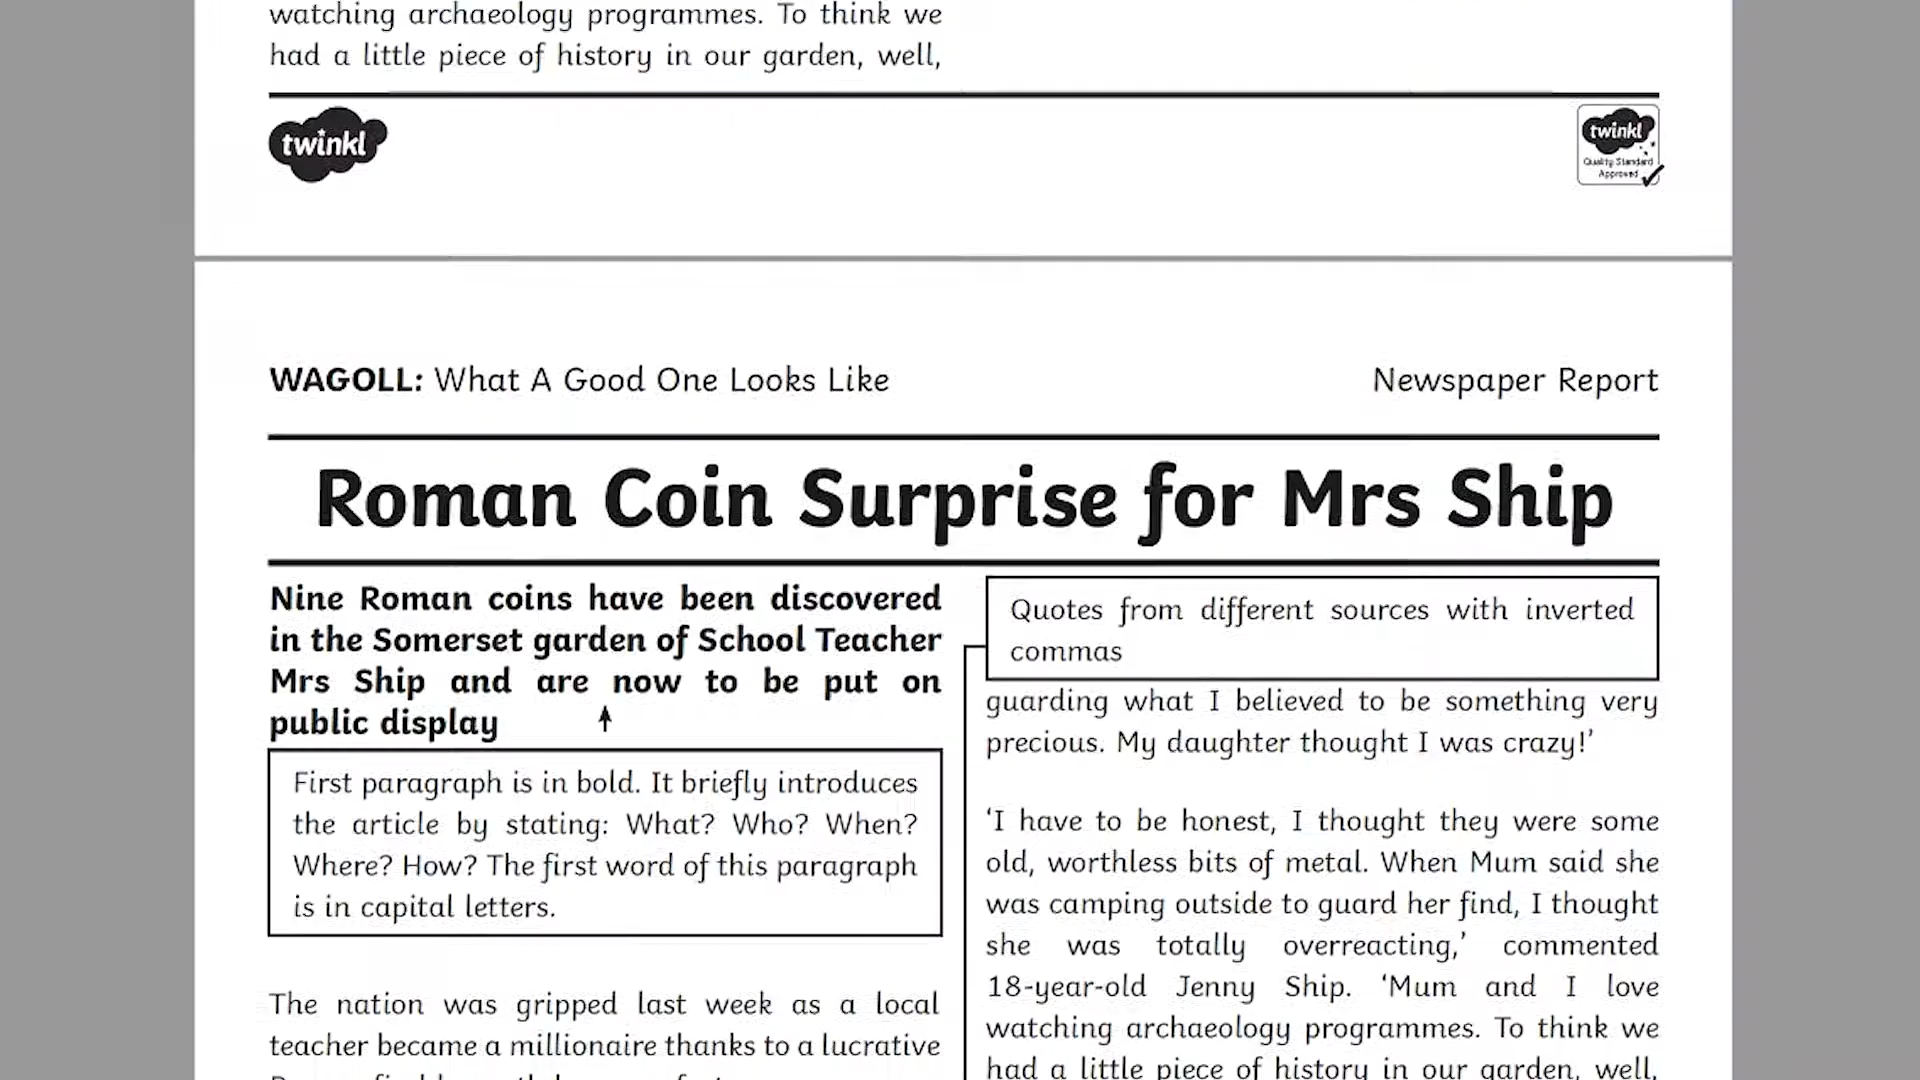 watching archaeology programmes. To think we
had a little piece of history in our garden, well,
twinkl
twinkl
Quality Standard
Approved
WAGOLL: What A Good One Looks Like
Newspaper Report
Roman Coin Surprise for Mrs Ship
Nine Roman coins have been discovered
in the Somerset garden of School Teacher
Mrs Ship and are now to be put on
public display
First paragraph is in bold. It briefly introduces
the article by stating: What? Who? When?
Where? How? The first word of this paragraph
is in capital letters.
The nation was gripped last week as a local
teacher became a millionaire thanks to a lucrative
Quotes from different sources with inverted
commas
guarding what I believed to be something very
precious. My daughter thought I was crazy!’
‘I have to be honest, I thought they were some
old, worthless bits of metal. When Mum said she
was camping outside to guard her find, I thought
she was totally overreacting,’ commented
18-year-old Jenny Ship. ‘Mum and I love
watching archaeology programmes. To think we
had a little piece of history in our garden, well,